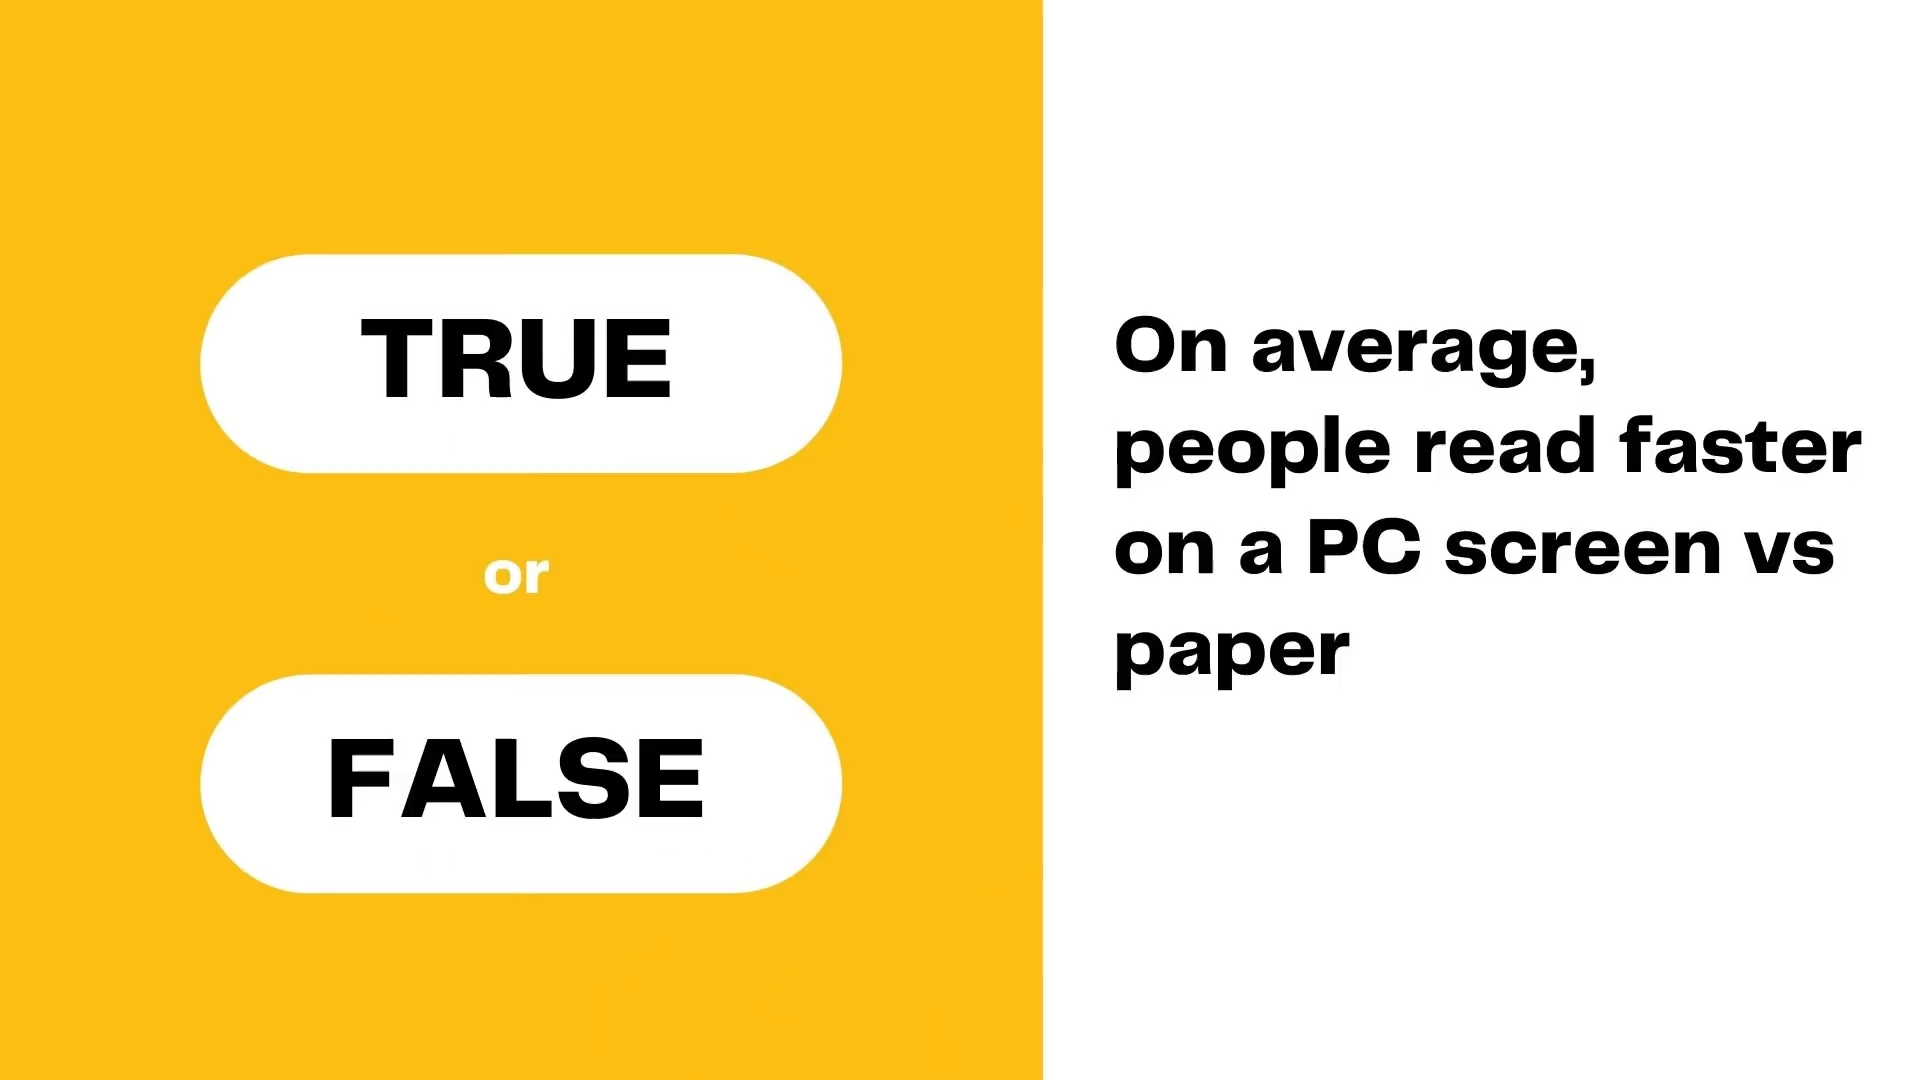 TRUE
or
FALSE
On average,
people read faster
on a PC screen vs
paper